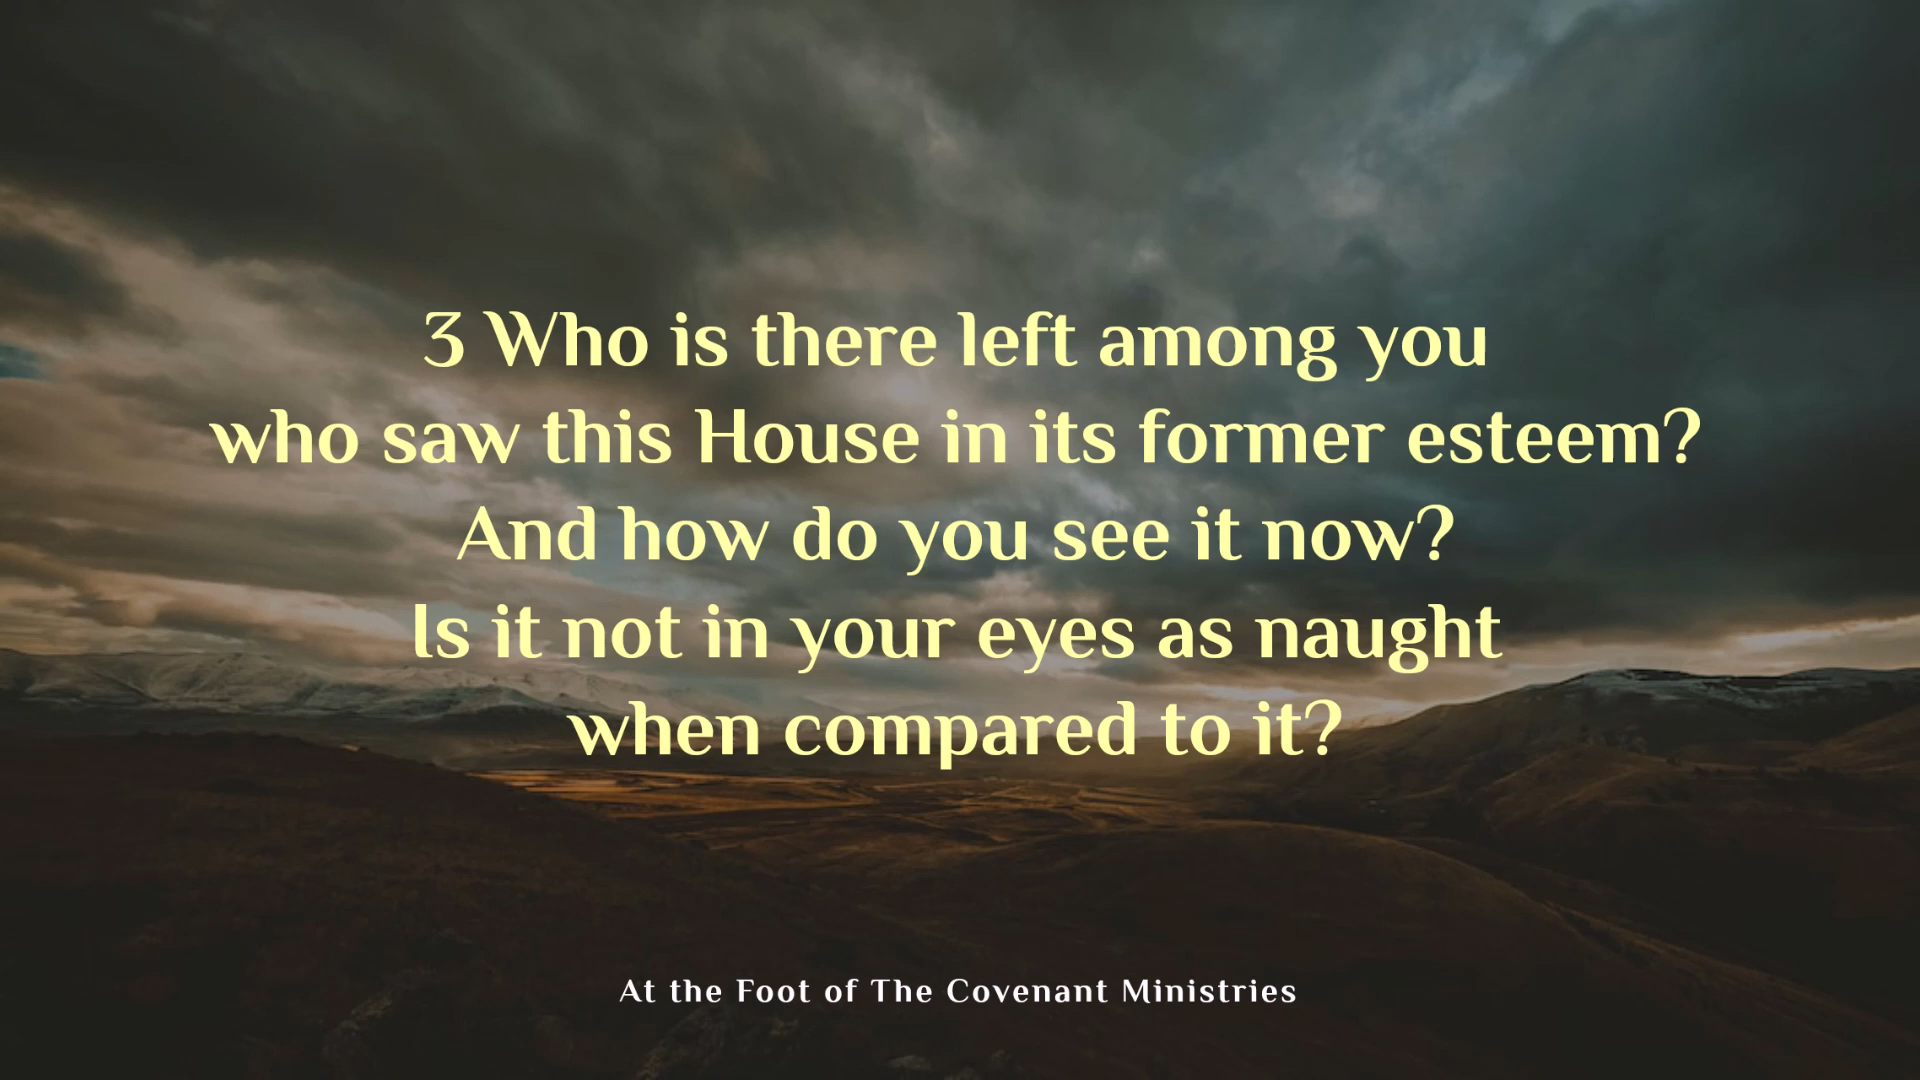 3 Who is there left among you
who saw this House in its former esteem?
And how do you see it now?
Is it not in your eyes as naught
when compared to it?
At the Foot of The Covenant Ministries